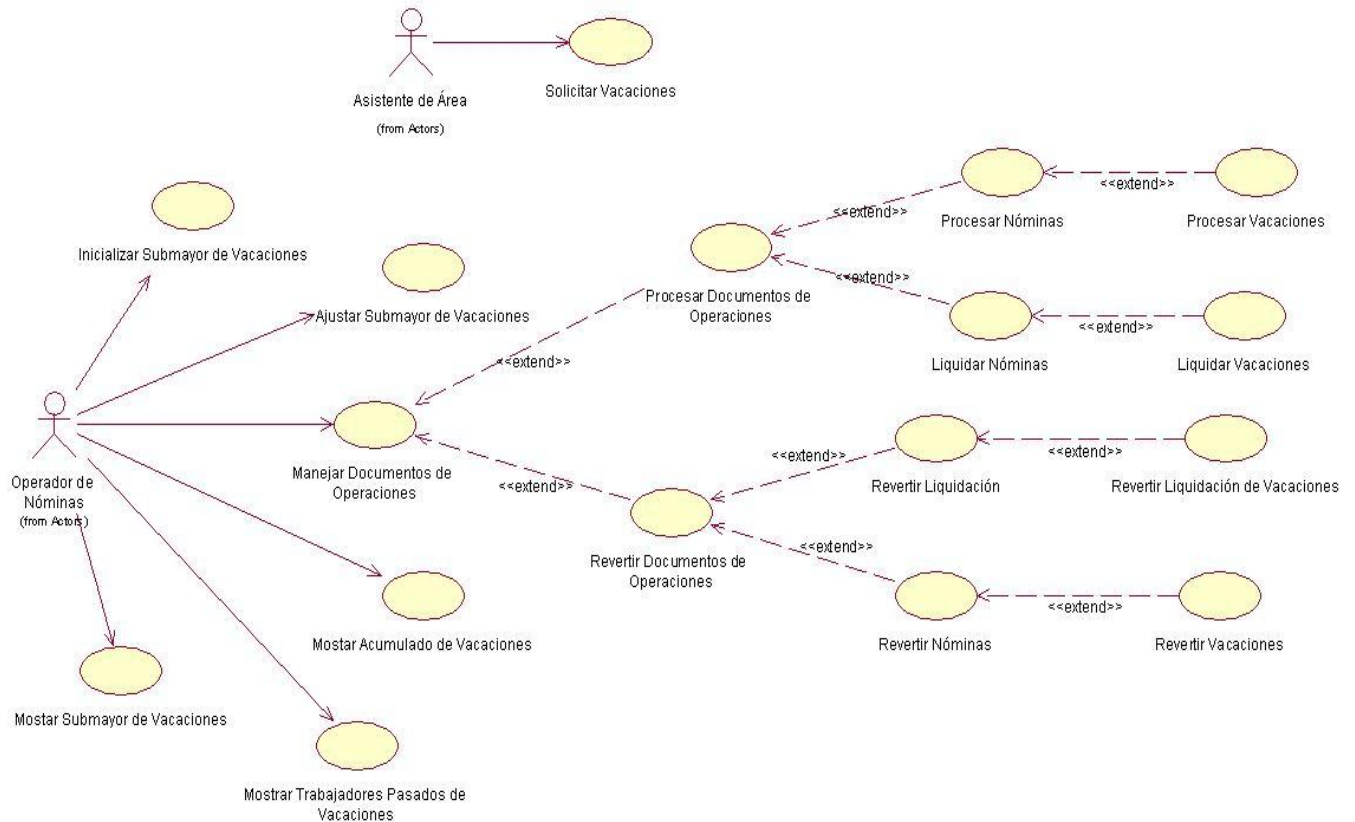 Asistente de Área
(from Actors)
Solicitar Vacaciones
Inicializar Submayor de Vacaciones
Ajustar Submayor de Vacaciones
Operador de
Nóminas
(from Actors)
Manejar Documentos de
Operaciones
<<extend>>
<<extend>>
Procesar Documentos de
Operaciones
<<extend>>
<<extend>>
Procesar Nóminas
<<extend>>
Procesar Vacaciones
Liquidar Nóminas
<<extend>>
Liquidar Vacaciones
Revertir Documentos de
Operaciones
<<extend>>
<<extend>>
Revertir Liquidación
<<extend>>
Revertir Liquidación de Vacaciones
Revertir Nóminas
<<extend>>
Revertir Vacaciones
Mostar Acumulado de Vacaciones
Mostar Submayor de Vacaciones
Mostrar Trabajadores Pasados de
Vacaciones